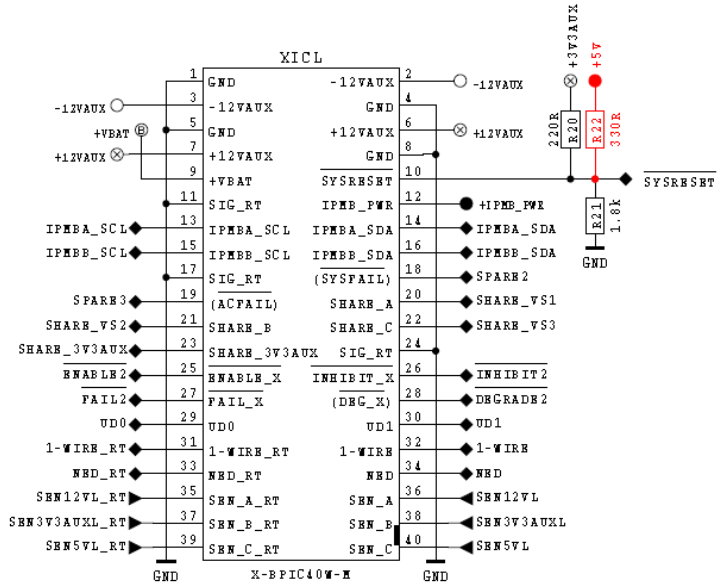 XICL
+3V3AUX
+5V
220R
R20
R22
330R
1 GND -12VAUX 2 -12VAUX
-12VAUX 3 -12VAUX GND 4
+VBAT B 5 GND +12VAUX 6 +12VAUX
+12VAUX 7 +12VAUX GND 8
9 +VBAT SYSRESET 10 SYSRESET
11 SIG_RT IPMB_PWR 12 +IPMB_PWR
R21
1.8k
GND
IPMBA_SCL 13 IPMBA_SCL IPMBA_SDA 14 IPMBA_SDA
IPMBB_SCL 15 IPMBB_SCL IPMBB_SDA 16 IPMBB_SDA
17 SIG_RT (SYSFAIL) 18 SPARE2
SPARE3 19 (ACFAIL) SHARE_A 20 SHARE_VS1
SHARE_VS2 21 SHARE_B SHARE_C 22 SHARE_VS3
SHARE_3V3AUX 23 SHARE_3V3AUX SIG_RT 24
ENABLE2 25 ENABLE_X INHIBIT_X 26 INHIBIT2
FAIL2 27 FAIL_X (DEG_X) 28 DEGRADE2
UD0 29 UD0 UD1 30 UD1
1-WIRE_RT 31 1-WIRE_RT 1-WIRE 32 1-WIRE
NED_RT 33 NED_RT NED 34 NED
SEN12VL_RT 35 SEN_A_RT SEN_A 36 SEN12VL
SEN3V3AUXL_RT 37 SEN_B_RT SEN_B 38 SEN3V3AUXL
SEN5VL_RT 39 SEN_C_RT SEN_C 40 SEN5VL
GND X-BPIC40W-M GND